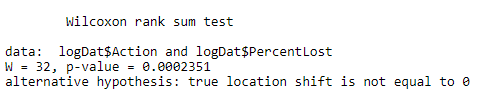 Wilcoxon rank sum test
data:  logDat$Action and logDat$PercentLost
W = 32, p-value = 0.0002351
alternative hypothesis: true location shift is not equal to 0